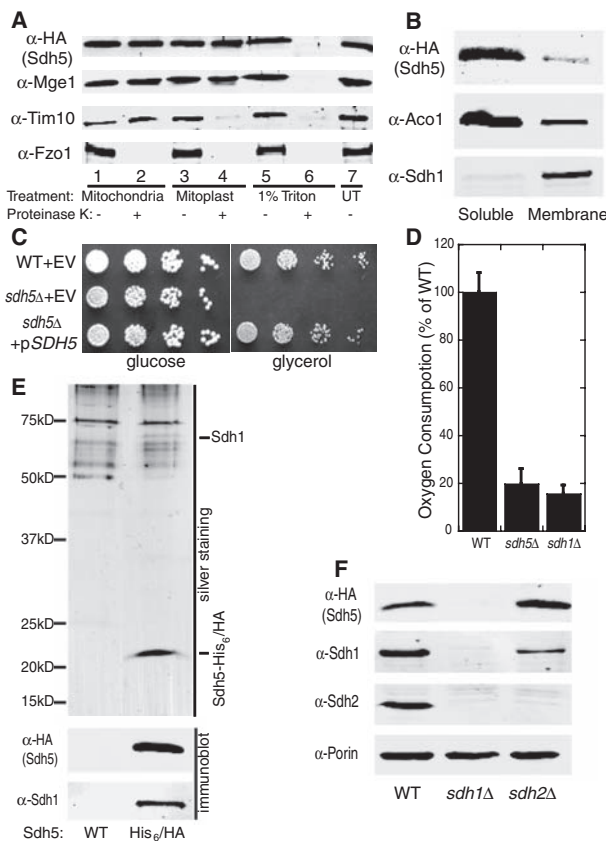 A
α-HA
(Sdh5)
α-Mge1
α-Tim10
α-Fzo1
1 2 3 4 5 6 7
Treatment: Mitochondria Mitoplast 1% Triton UT
Proteinase K: - + - + - + -
B
α-HA
(Sdh5)
α-Aco1
α-Sdh1
Soluble Membrane
C
WT+EV
sdh5Δ+EV
sdh5Δ
+pSDH5
glucose glycerol
D
Oxygen Consumpotion (% of WT)
120
100
80
60
40
20
0
WT sdh5Δ sdh1Δ
E
75kD
50kD
37kD
25kD
20kD
15kD
Sdh1
silver staining
Sdh5-His6/HA
α-HA
(Sdh5)
α-Sdh1
immunoblot
Sdh5: WT His6/HA
F
α-HA
(Sdh5)
α-Sdh1
α-Sdh2
α-Porin
WT sdh1Δ sdh2Δ